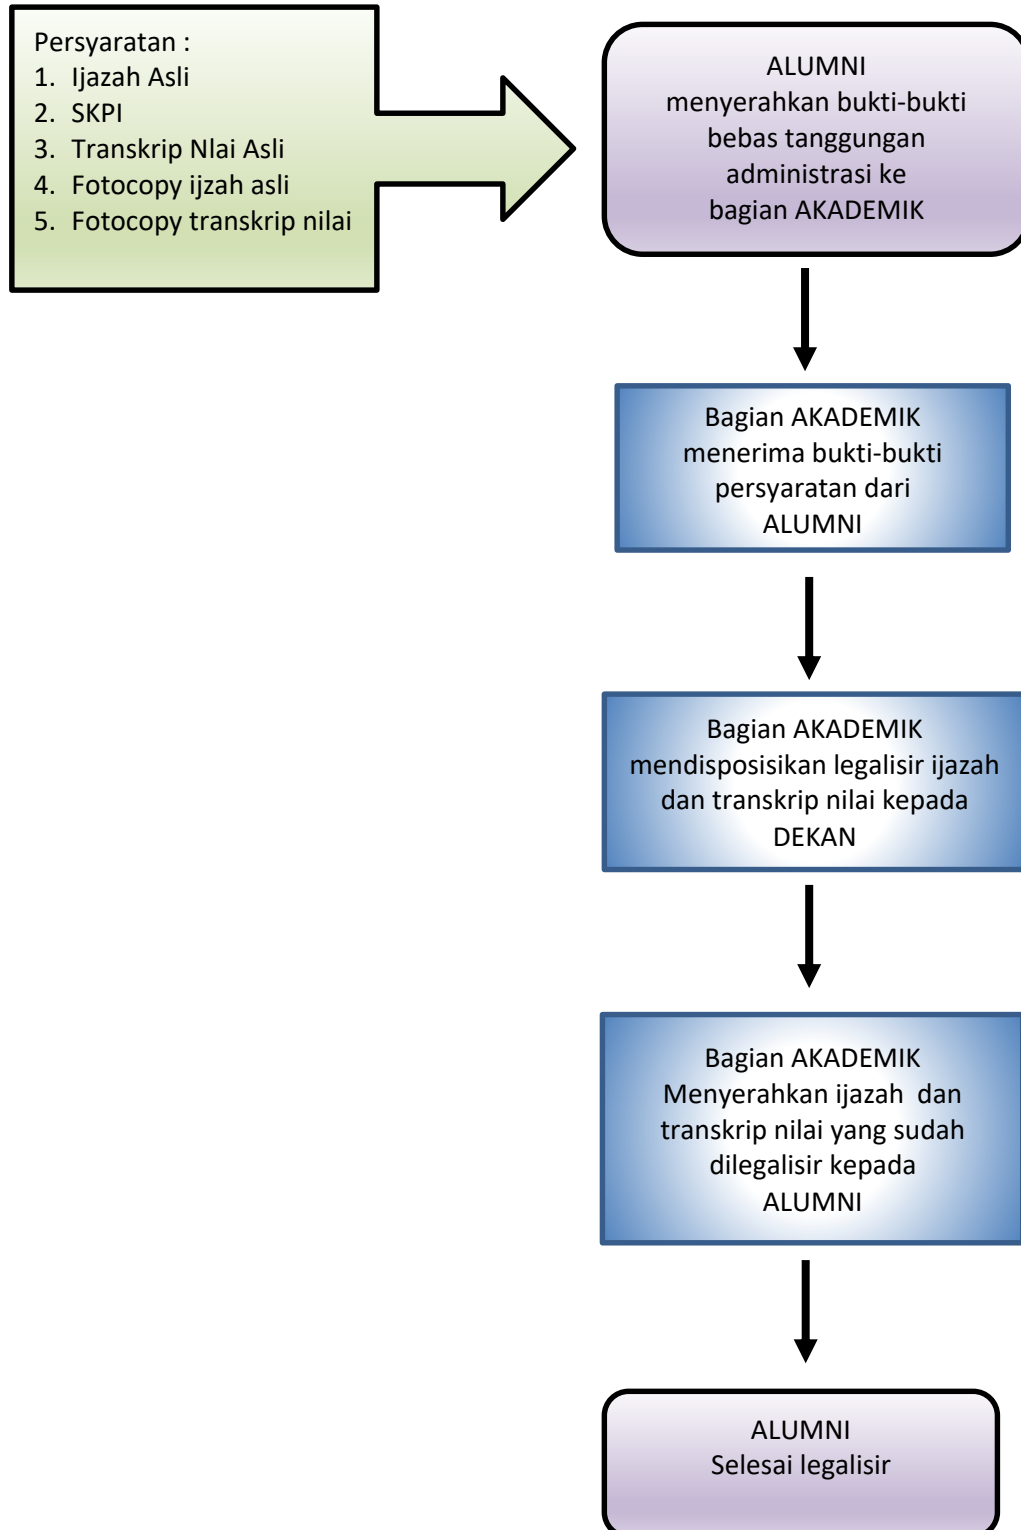 Persyaratan :
1. Ijazah Asli
2. SKPI
3. Transkrip Nlai Asli
4. Fotocopy ijzah asli
5. Fotocopy transkrip nilai
ALUMNI
menyerahkan bukti-bukti
bebas tanggungan
administrasi ke
bagian AKADEMIK
Bagian AKADEMIK
menerima bukti-bukti
persyaratan dari
ALUMNI
Bagian AKADEMIK
mendisposisikan legalisir ijazah
dan transkrip nilai kepada
DEKAN
Bagian AKADEMIK
Menyerahkan ijazah  dan
transkrip nilai yang sudah
dilegalisir kepada
ALUMNI
ALUMNI
Selesai legalisir